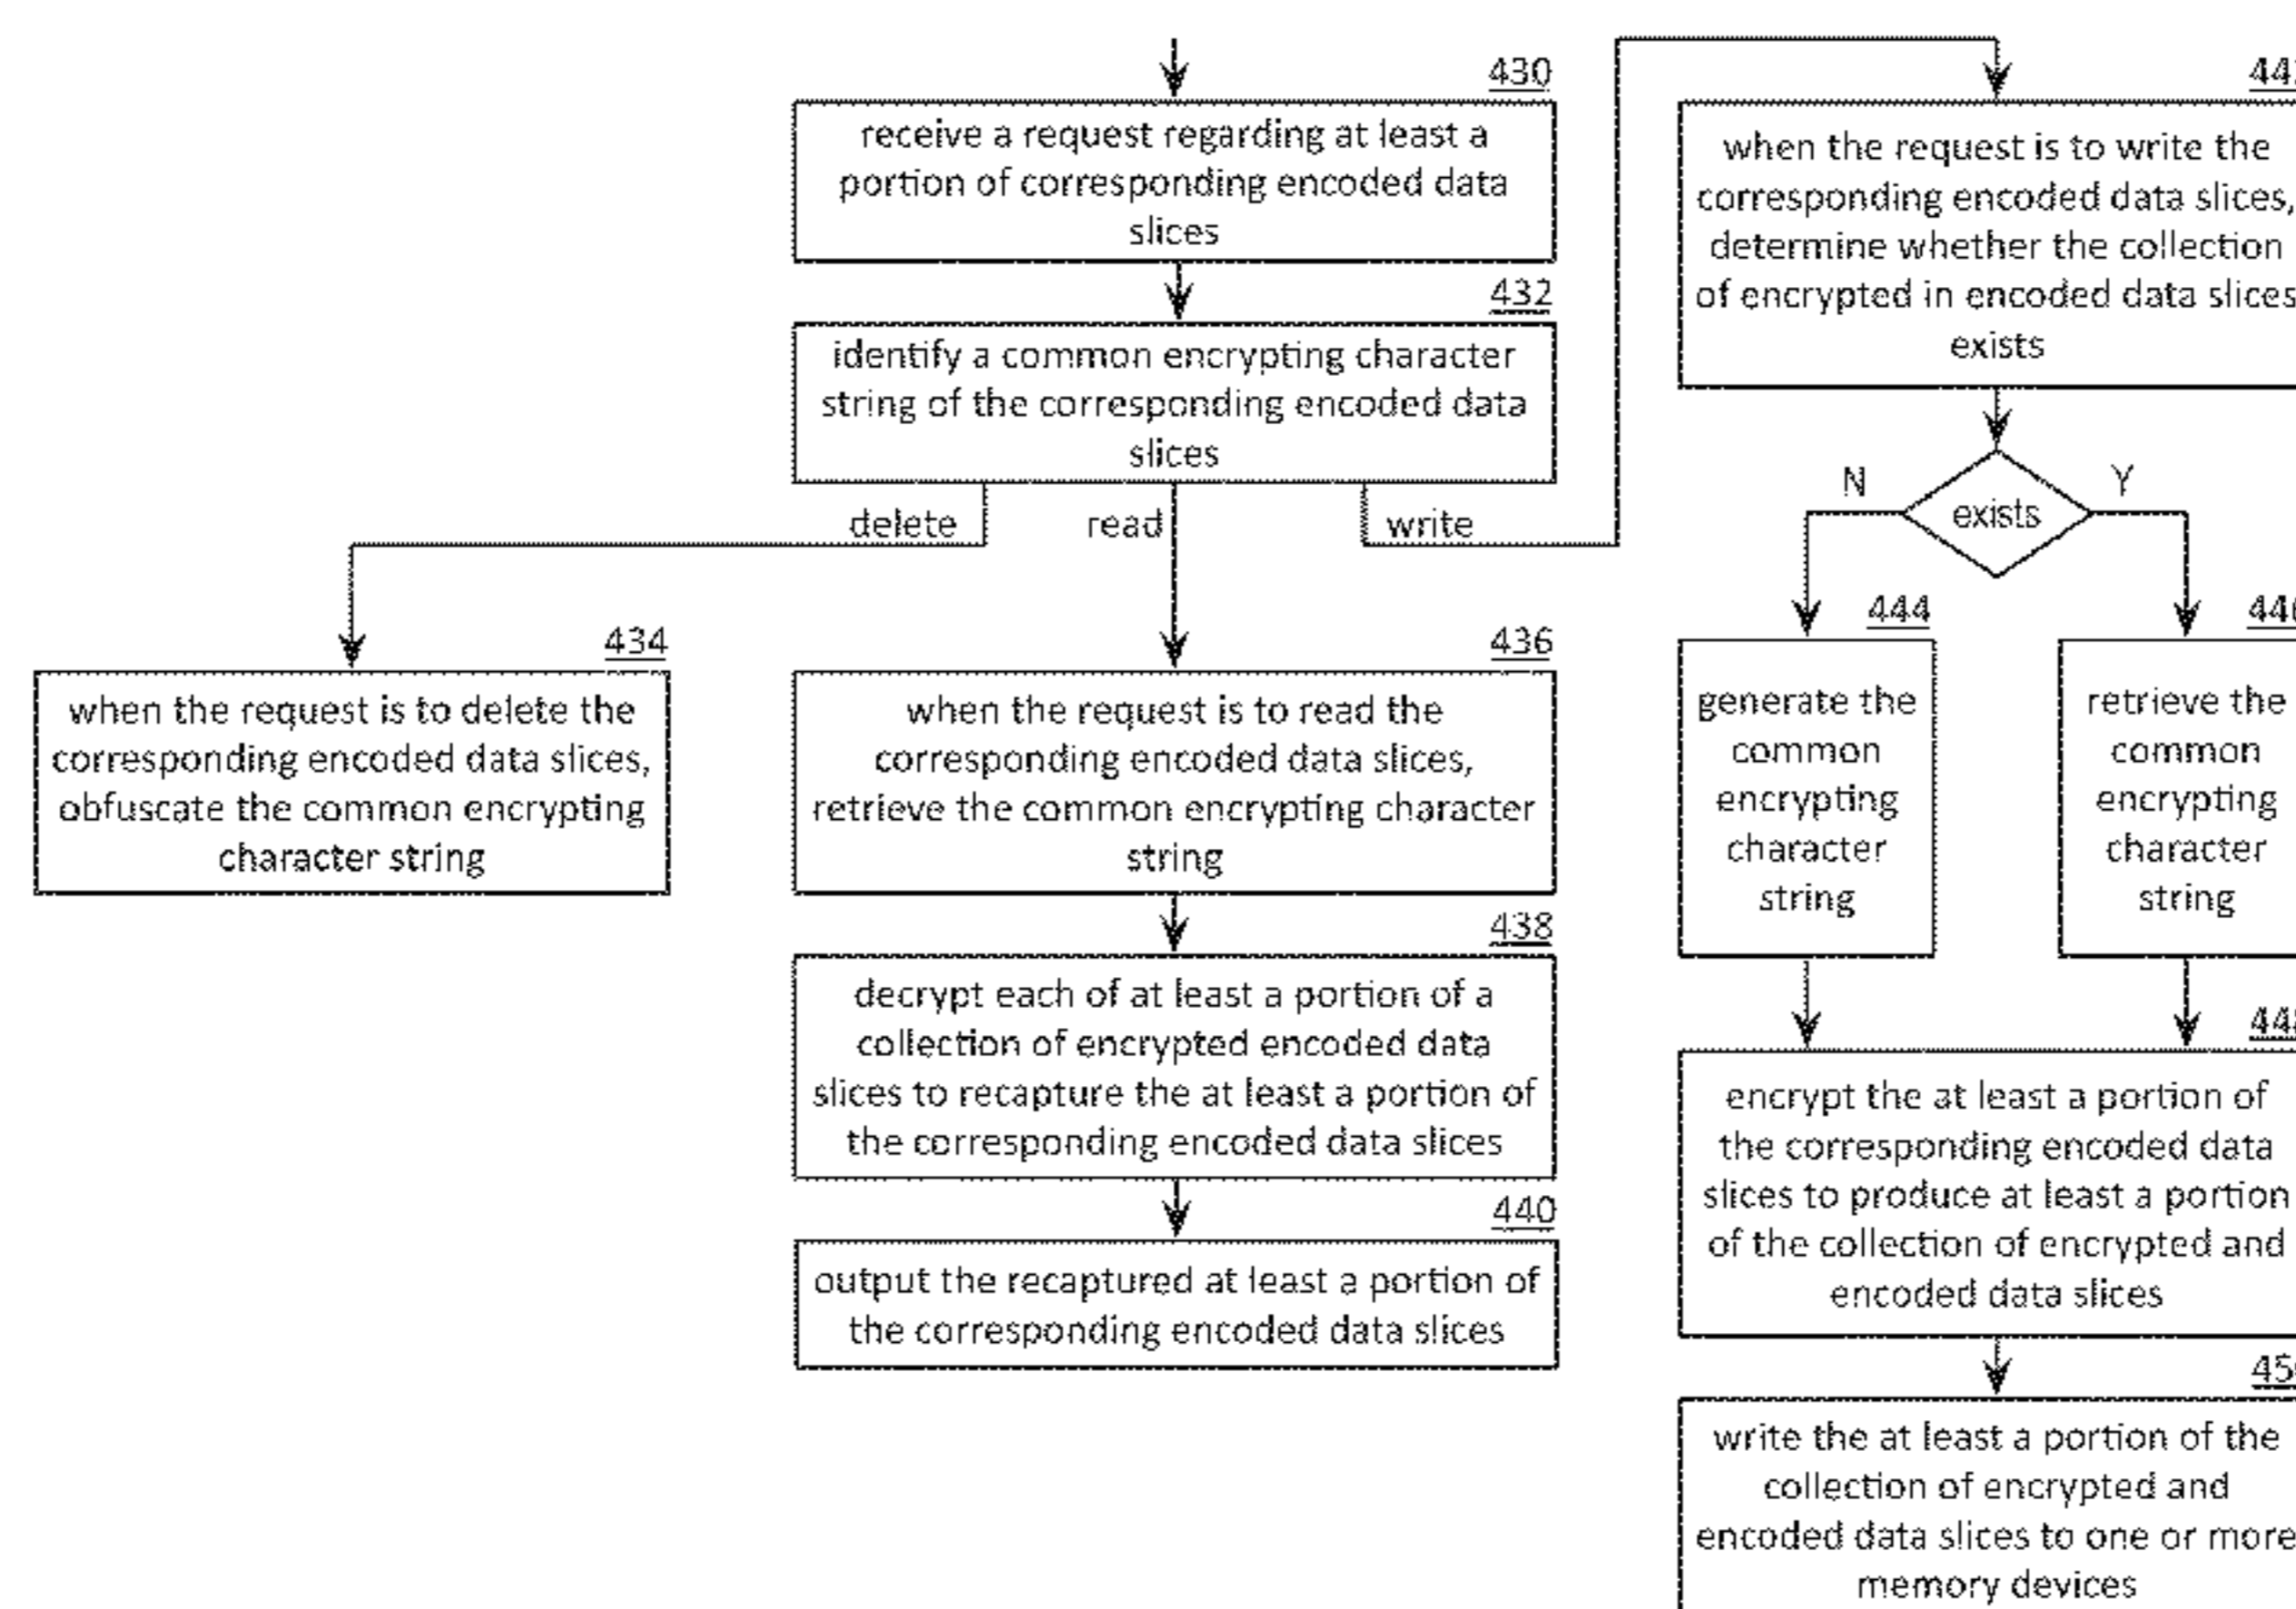 430
receive a request regarding at least a
portion of corresponding encoded data
slices
432
identify a common encrypting character
string of the corresponding encoded data
slices
delete
read
write
434
when the request is to delete the
corresponding encoded data slices,
obfuscate the common encrypting
character string
436
when the request is to read the
corresponding encoded data slices,
retrieve the common encrypting character
string
438
decrypt each of at least a portion of a
collection of encrypted encoded data
slices to recapture the at least a portion of
the corresponding encoded data slices
440
output the recaptured at least a portion of
the corresponding encoded data slices
when the request is to write the
corresponding encoded data slices,
determine whether the collection
of encrypted in encoded data slices
exists
N
exists
Y
444
generate the
common
encrypting
character
string
retrieve the
common
encrypting
character
string
encrypt the at least a portion of
the corresponding encoded data
slices to produce at least a portion
of the collection of encrypted and
encoded data slices
write the at least a portion of the
collection of encrypted and
encoded data slices to one or more
memory devices